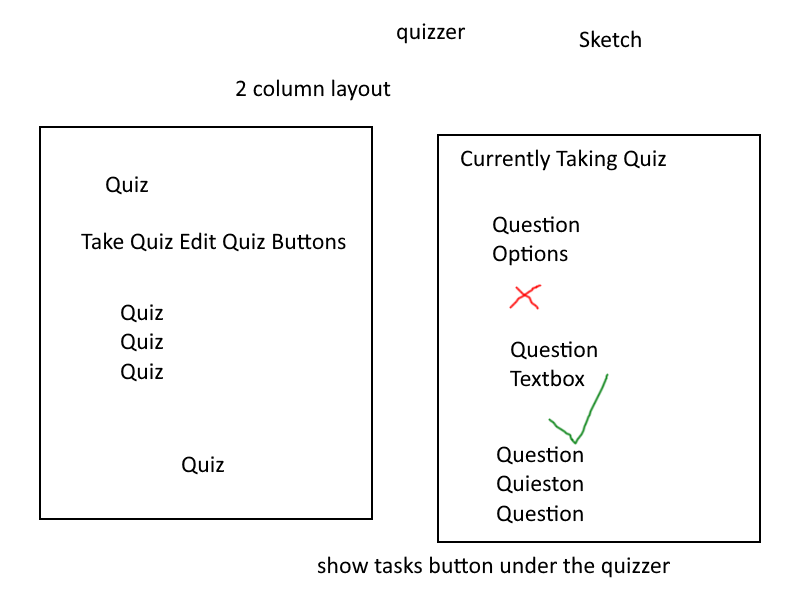 quizzer
Sketch
2 column layout
Quiz
Take Quiz Edit Quiz Buttons
Quiz
Quiz
Quiz
Quiz
Currently Taking Quiz
Question
Options
Question
Textbox
Question
Quieston
Question
show tasks button under the quizzer